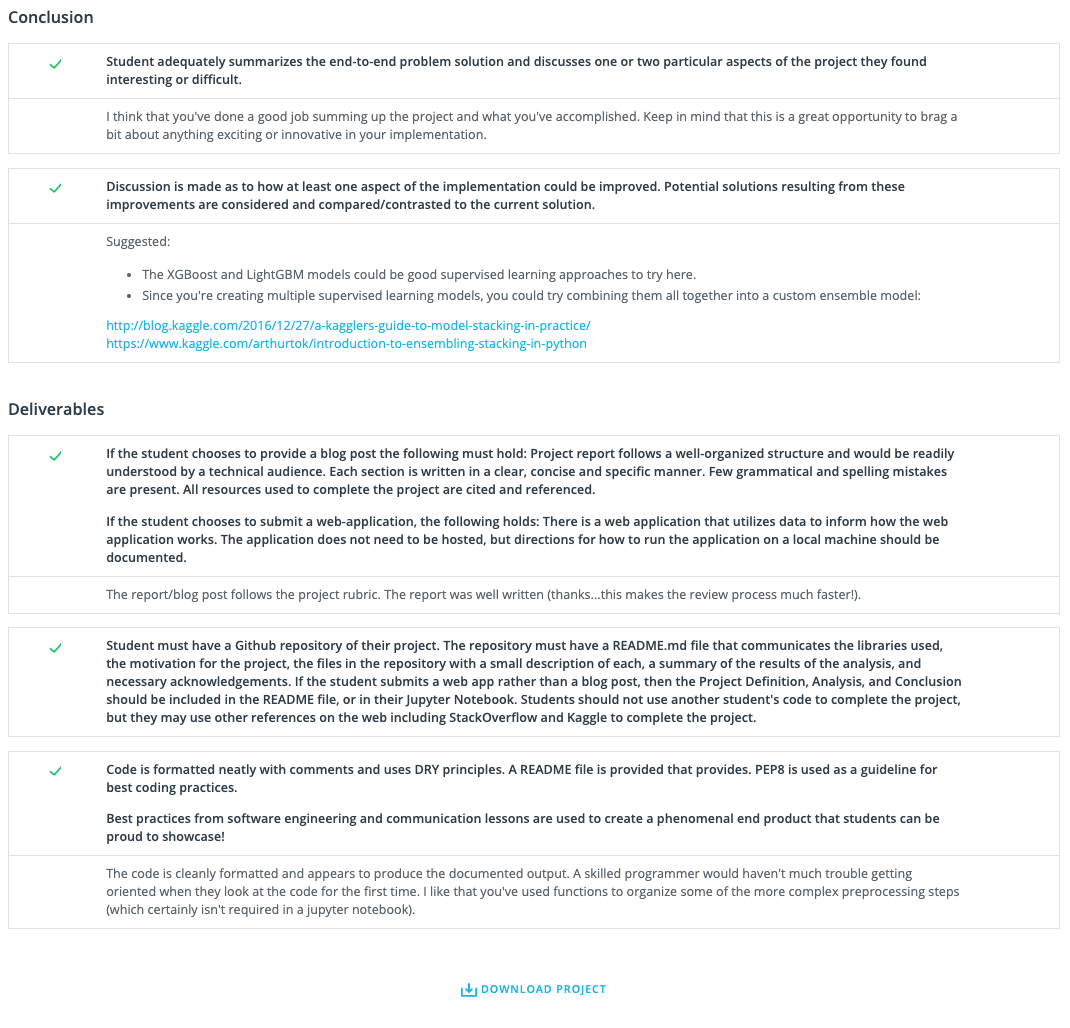 Conclusion
Student adequately summarizes the end-to-end problem solution and discusses one or two particular aspects of the project they found
interesting or difficult.
I think that you've done a good job summing up the project and what you've accomplished. Keep in mind that this is a great opportunity to brag a
bit about anything exciting or innovative in your implementation.
Discussion is made as to how at least one aspect of the implementation could be improved. Potential solutions resulting from these
improvements are considered and compared/contrasted to the current solution.
Suggested:
• The XGBoost and LightGBM models could be good supervised learning approaches to try here.
• Since you're creating multiple supervised learning models, you could try combining them all together into a custom ensemble model:
http://blog.kaggle.com/2016/12/27/a-kagglers-guide-to-model-stacking-in-practice/
https://www.kaggle.com/arthurtok/introduction-to-ensembling-stacking-in-python
Deliverables
If the student chooses to provide a blog post the following must hold: Project report follows a well-organized structure and would be readily
understood by a technical audience. Each section is written in a clear, concise and specific manner. Few grammatical and spelling mistakes
are present. All resources used to complete the project are cited and referenced.
If the student chooses to submit a web-application, the following holds: There is a web application that utilizes data to inform how the web
application works. The application does not need to be hosted, but directions for how to run the application on a local machine should be
documented.
The report/blog post follows the project rubric. The report was well written (thanks...this makes the review process much faster!).
Student must have a Github repository of their project. The repository must have a README.md file that communicates the libraries used,
the motivation for the project, the files in the repository with a small description of each, a summary of the results of the analysis, and
necessary acknowledgements. If the student submits a web app rather than a blog post, then the Project Definition, Analysis, and Conclusion
should be included in the README file, or in their Jupyter Notebook. Students should not use another student's code to complete the project,
but they may use other references on the web including StackOverflow and Kaggle to complete the project.
Code is formatted neatly with comments and uses DRY principles. A README file is provided that provides. PEP8 is used as a guideline for
best coding practices.
Best practices from software engineering and communication lessons are used to create a phenomenal end product that students can be
proud to showcase!
The code is cleanly formatted and appears to produce the documented output. A skilled programmer would haven't much trouble getting
oriented when they look at the code for the first time. I like that you've used functions to organize some of the more complex preprocessing steps
(which certainly isn't required in a jupyter notebook).
DOWNLOAD PROJECT